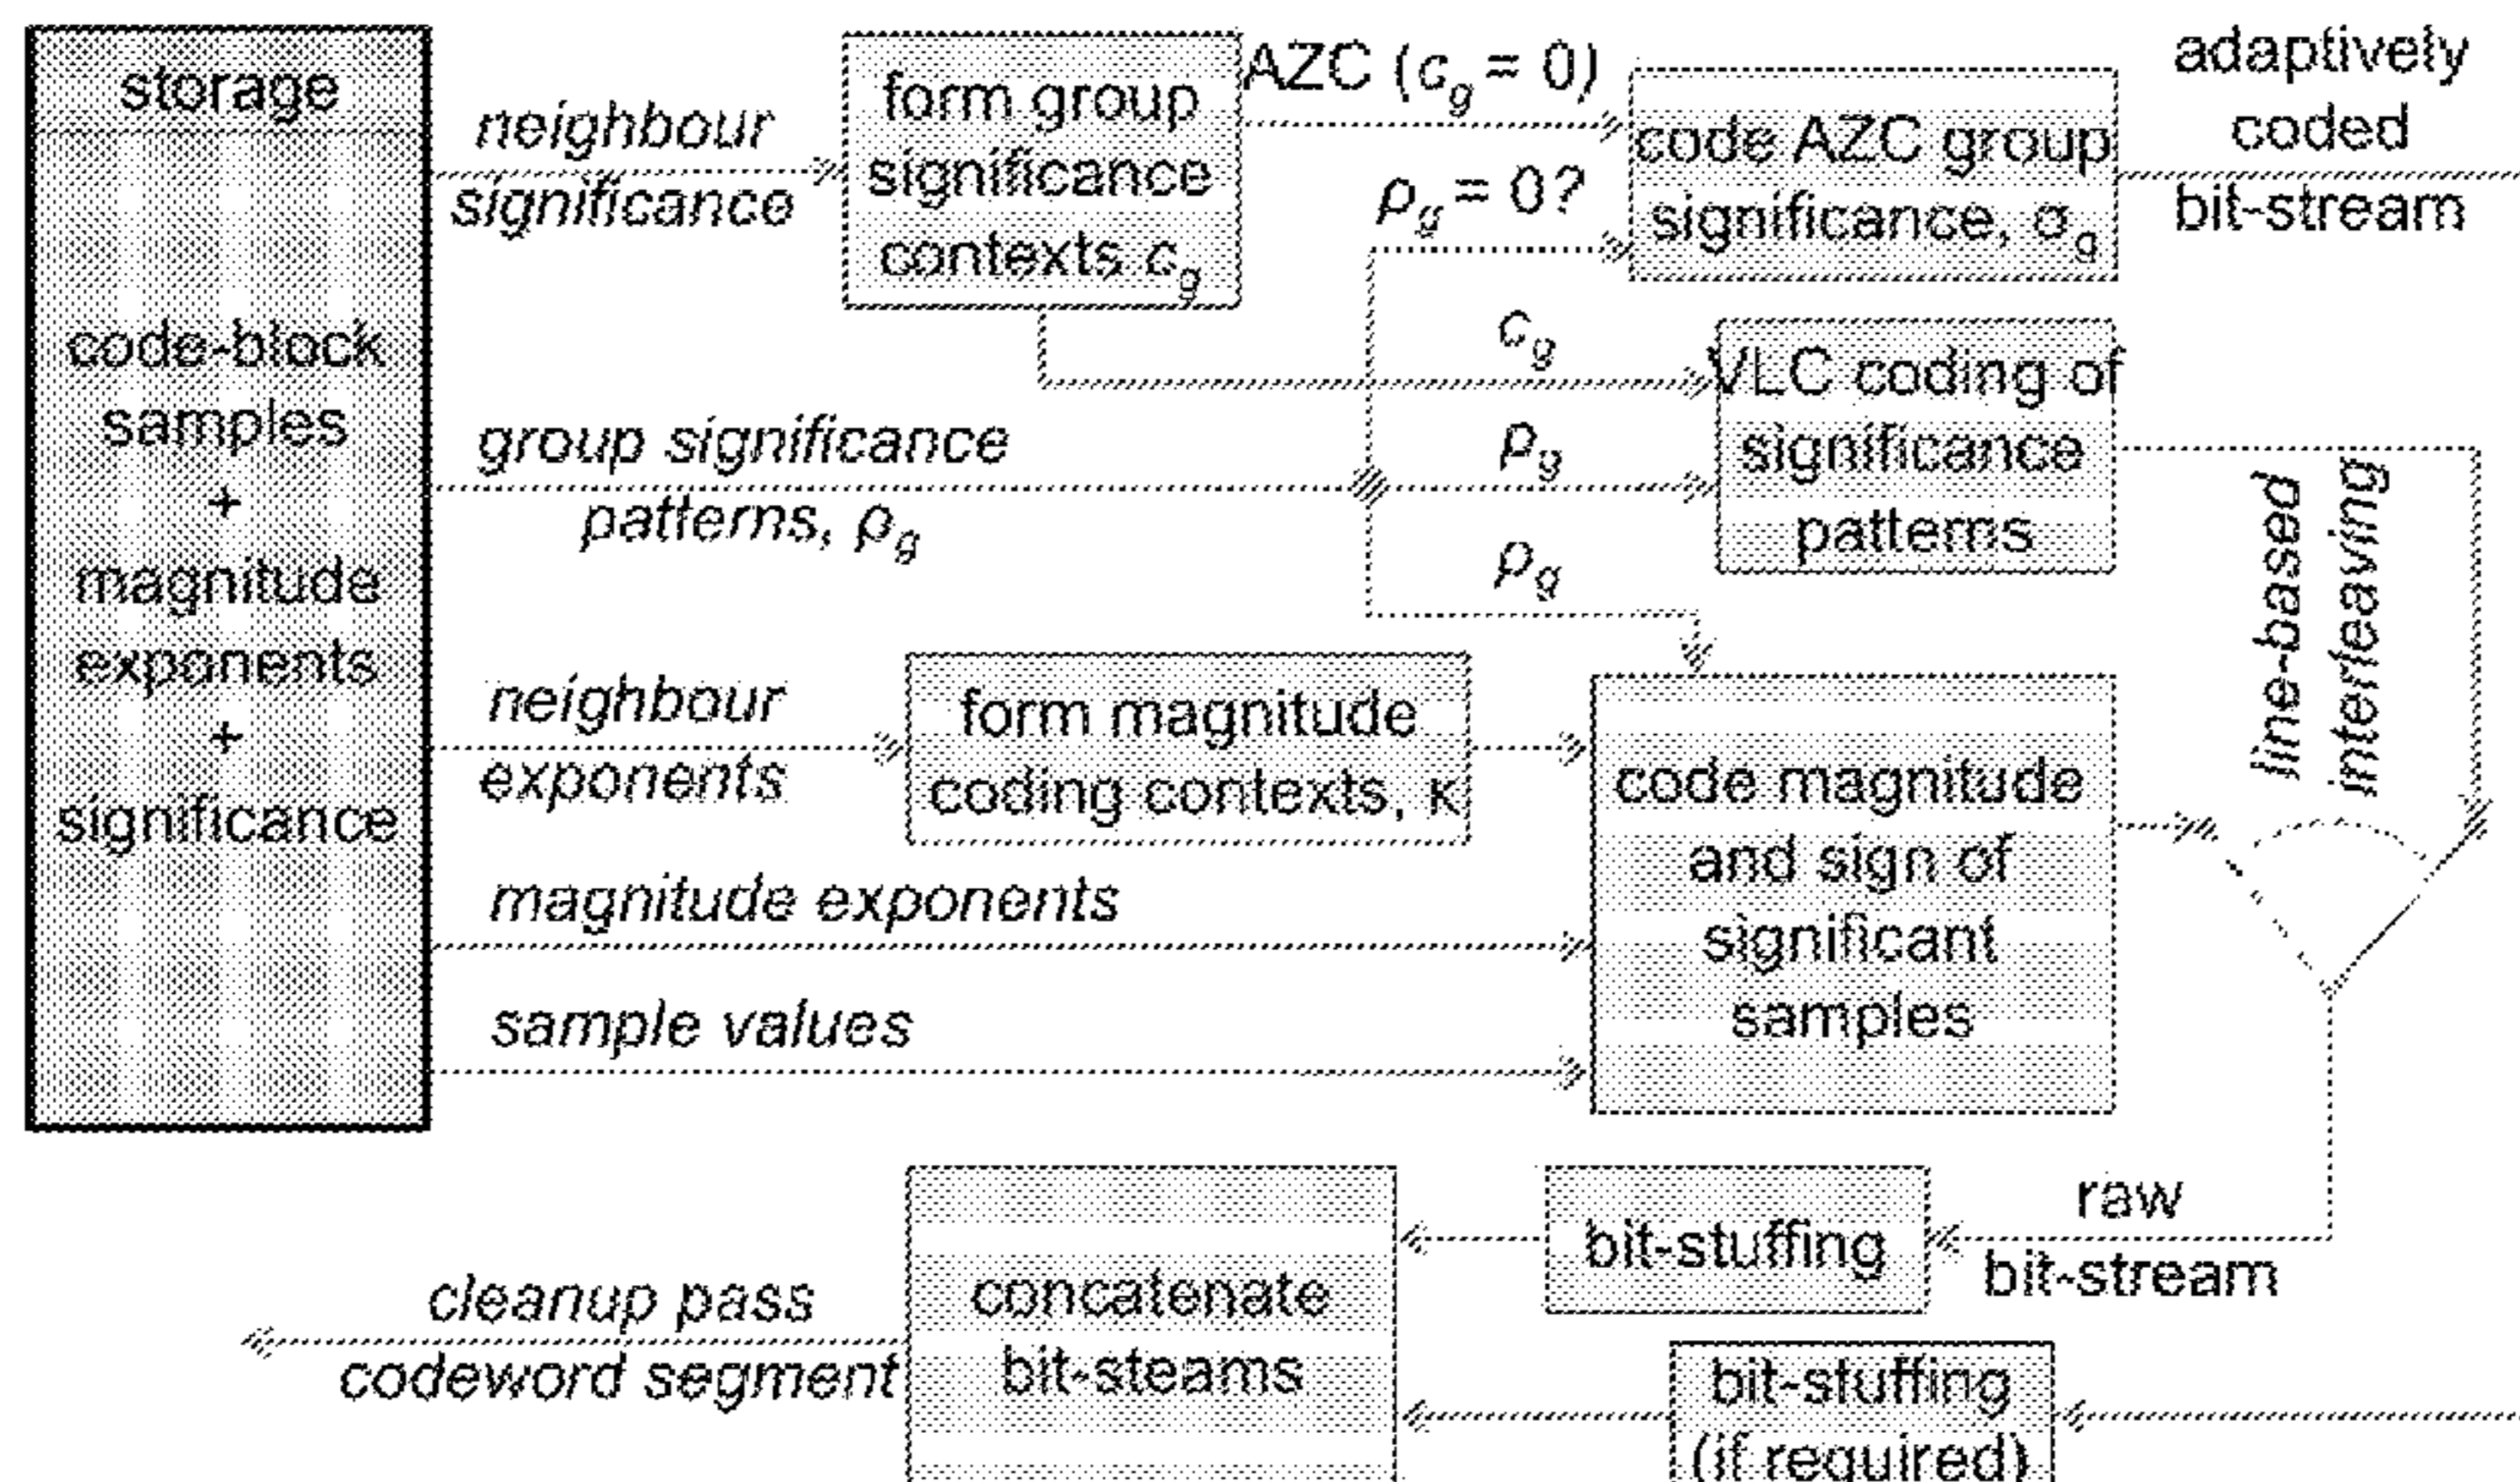 storage
code-block
samples
+
magnitude
exponents
+
significance
neighbour
significance
form group
significance
contexts c_g
AZC (c_g = 0)
ρ_g = 0?
code AZC group
significance, σ_g
adaptively
coded
bit-stream
c_g
group significance
patterns, ρ_g
ρ_g
ρ_g
VLC coding of
significance
patterns
line-based
interleaving
neighbour
exponents
form magnitude
coding contexts, κ
magnitude exponents
sample values
code magnitude
and sign of
significant
samples
raw
bit-stream
bit-stuffing
concatenate
bit-steams
cleanup pass
codeword segment
bit-stuffing
(if required)